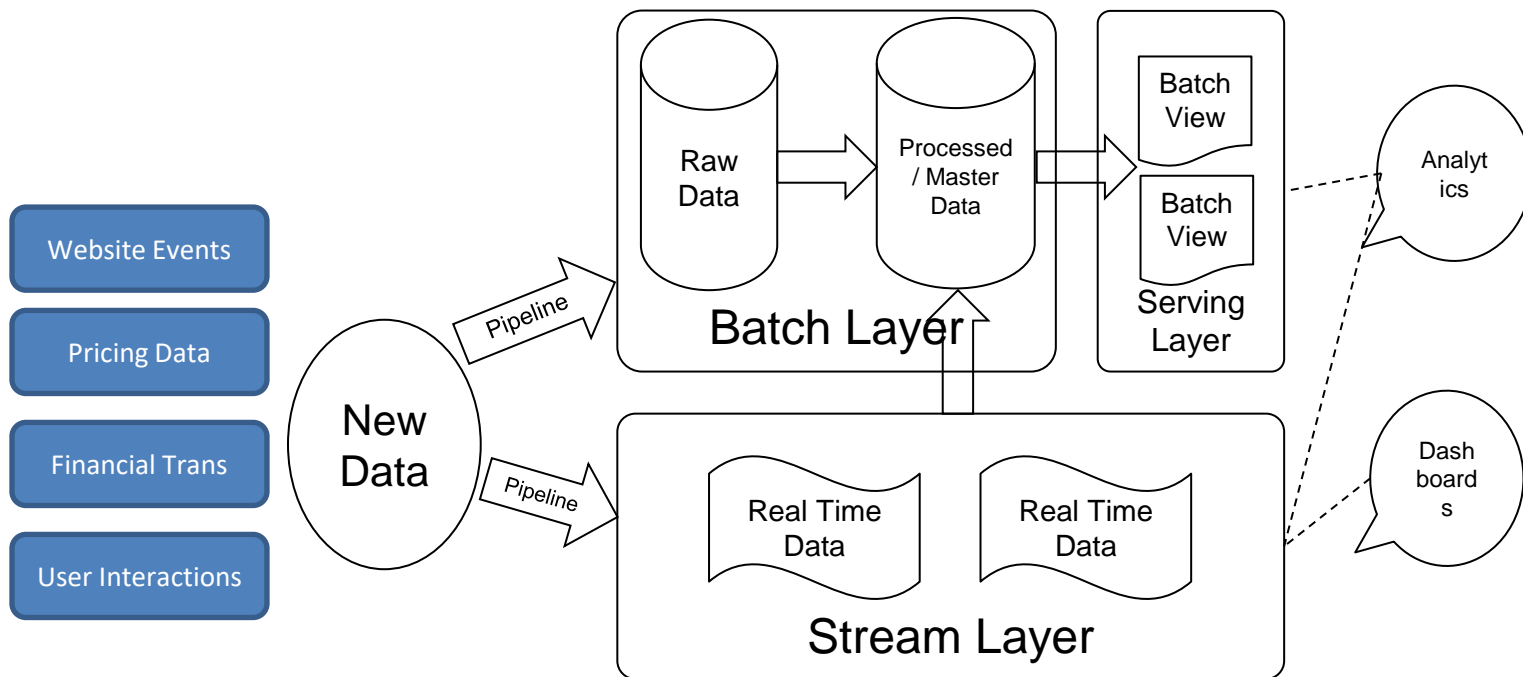 Website Events
Pricing Data
Financial Trans
User Interactions
New
Data
Pipeline
Pipeline
Raw
Data
Processed
/ Master
Data
Batch Layer
Batch
View
Batch
View
Serving
Layer
Real Time
Data
Real Time
Data
Stream Layer
Analyt
ics
Dash
board
s